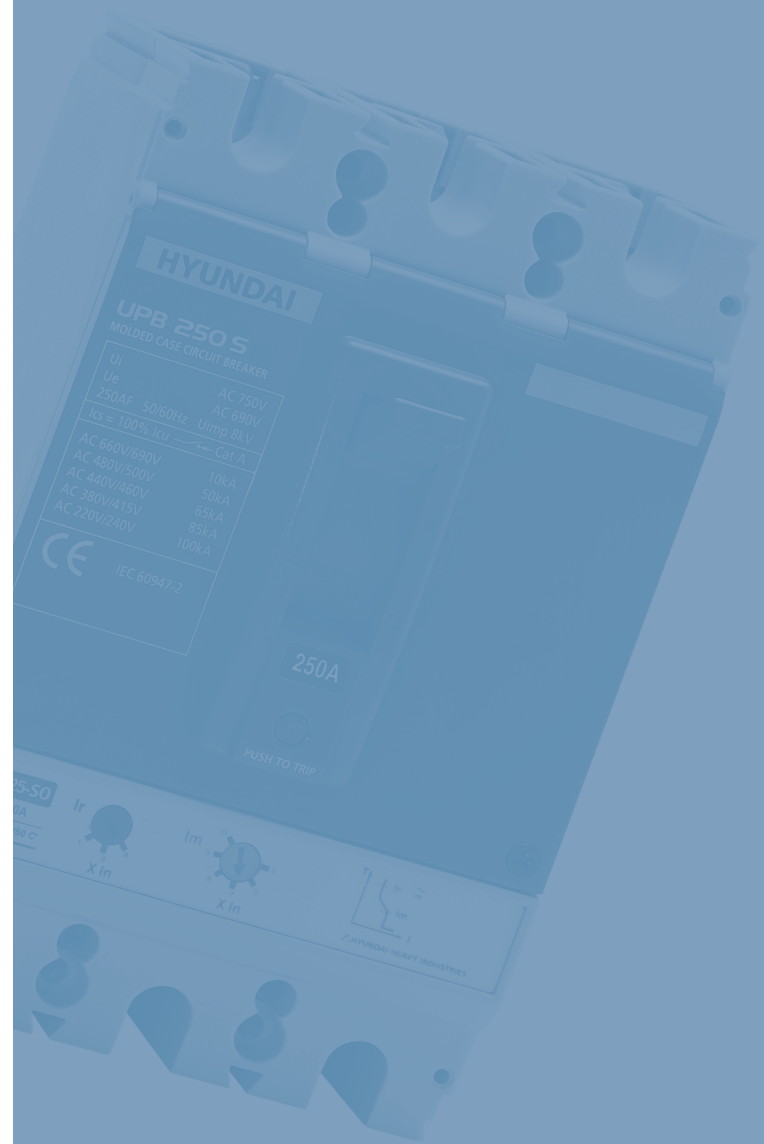 HYUNDAI
UPB 250 S
MOLDED CASE CIRCUIT BREAKER
Ui AC 750V
Ue AC 690V
250AF 50/60Hz Uimp 8kV
Ics = 100% Icu Cat A
AC 660V/690V 10kA
AC 480V/500V 50kA
AC 440V/460V 65kA
AC 380V/415V 85kA
AC 220V/240V 100kA
CE IEC 60947-2
250A
PUSH TO TRIP
25-SO
Ir
X In
Im
X In
Ir
Im
HYUNDAI HEAVY INDUSTRIES